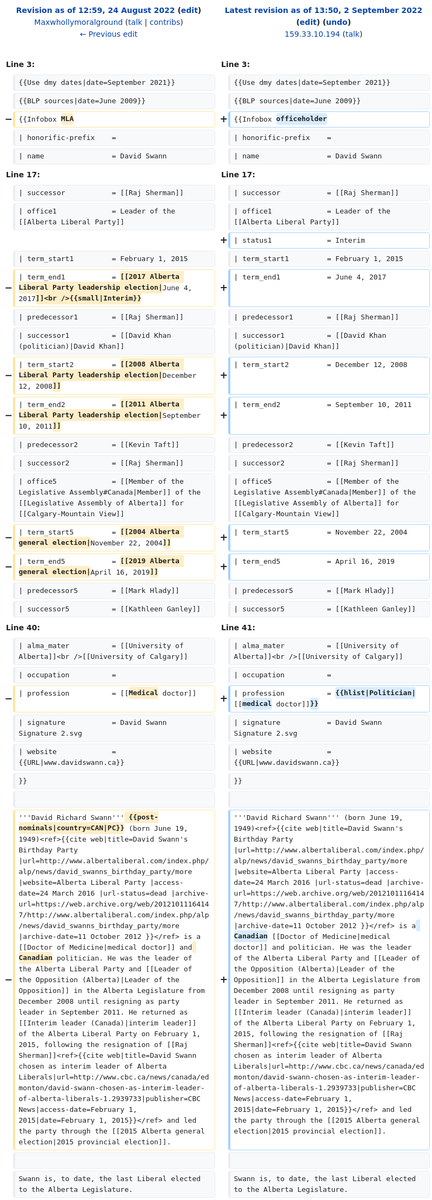 Revision as of 12:59, 24 August 2022 (edit)
Maxwhollymoralground (talk | contribs)
← Previous edit
Line 3:
{{Use dmy dates|date=September 2021}}
{{BLP sources|date=June 2009}}
− {{Infobox MLA
| honorific-prefix =
| name = David Swann
Line 17:
| successor = [[Raj Sherman]]
| office1 = Leader of the
[[Alberta Liberal Party]]
| term_start1 = February 1, 2015
− | term_end1 = [[2017 Alberta
Liberal Party leadership election|June 4,
2017]]<br />{{small|Interim}}
| predecessor1 = [[Raj Sherman]]
| successor1 = [[David Khan
(politician)|David Khan]]
− | term_start2 = [[2008 Alberta
Liberal Party leadership election|December
12, 2008]]
− | term_end2 = [[2011 Alberta
Liberal Party leadership election|September
10, 2011]]
| predecessor2 = [[Kevin Taft]]
| successor2 = [[Raj Sherman]]
| office5 = [[Member of the
Legislative Assembly#Canada|Member]] of the
[[Legislative Assembly of Alberta]] for
[[Calgary-Mountain View]]
− | term_start5 = [[2004 Alberta
general election|November 22, 2004]]
− | term_end5 = [[2019 Alberta
general election|April 16, 2019]]
| predecessor5 = [[Mark Hlady]]
| successor5 = [[Kathleen Ganley]]
Line 40:
| alma_mater = [[University of
Alberta]]<br />[[University of Calgary]]
| occupation =
− | profession = [[Medical doctor]]
| signature = David Swann
Signature 2.svg
| website =
{{URL|www.davidswann.ca}}
}}
− '''David Richard Swann''' {{post-
nominals|country=CAN|PC}} (born June 19,
1949)<ref>{{cite web|title=David Swann's
Birthday Party
|url=http://www.albertaliberal.com/index.php/
alp/news/david_swanns_birthday_party/more
|website=Alberta Liberal Party |access-
date=24 March 2016 |url-status=dead |archive-
url=https://web.archive.org/web/2012101116414
7/http://www.albertaliberal.com/index.php/alp
/news/david_swanns_birthday_party/more
|archive-date=11 October 2012 }}</ref> is a
[[Doctor of Medicine|medical doctor]] and
Canadian politician. He was the leader of
the Alberta Liberal Party and [[Leader of
the Opposition (Alberta)|Leader of the
Opposition]] in the Alberta Legislature from
December 2008 until resigning as party
leader in September 2011. He returned as
[[Interim leader (Canada)|interim leader]]
of the Alberta Liberal Party on February 1,
2015, following the resignation of [[Raj
Sherman]]<ref>{{cite web|title=David Swann
chosen as interim leader of Alberta
Liberals|url=http://www.cbc.ca/news/canada/ed
monton/david-swann-chosen-as-interim-leader-
of-alberta-liberals-1.2939733|publisher=CBC
News|access-date=February 1,
2015|date=February 1, 2015}}</ref> and led
the party through the [[2015 Alberta general
election|2015 provincial election]].
Swann is, to date, the last Liberal elected
to the Alberta Legislature.
Latest revision as of 13:50, 2 September 2022
(edit) (undo)
159.33.10.194 (talk)
Line 3:
{{Use dmy dates|date=September 2021}}
{{BLP sources|date=June 2009}}
+ {{Infobox officeholder
| honorific-prefix =
| name = David Swann
Line 17:
| successor = [[Raj Sherman]]
| office1 = Leader of the
[[Alberta Liberal Party]]
+ | status1 = Interim
| term_start1 = February 1, 2015
+ | term_end1 = June 4, 2017
| predecessor1 = [[Raj Sherman]]
| successor1 = [[David Khan
(politician)|David Khan]]
+ | term_start2 = December 12, 2008
+ | term_end2 = September 10, 2011
| predecessor2 = [[Kevin Taft]]
| successor2 = [[Raj Sherman]]
| office5 = [[Member of the
Legislative Assembly#Canada|Member]] of the
[[Legislative Assembly of Alberta]] for
[[Calgary-Mountain View]]
+ | term_start5 = November 22, 2004
+ | term_end5 = April 16, 2019
| predecessor5 = [[Mark Hlady]]
| successor5 = [[Kathleen Ganley]]
Line 41:
| alma_mater = [[University of
Alberta]]<br />[[University of Calgary]]
| occupation =
+ | profession = {{hlist|Politician|
[[medical doctor]]}}
| signature = David Swann
Signature 2.svg
| website =
{{URL|www.davidswann.ca}}
}}
+ '''David Richard Swann''' (born June 19,
1949)<ref>{{cite web|title=David Swann's
Birthday Party
|url=http://www.albertaliberal.com/index.php/
alp/news/david_swanns_birthday_party/more
|website=Alberta Liberal Party |access-
date=24 March 2016 |url-status=dead |archive-
url=https://web.archive.org/web/2012101116414
7/http://www.albertaliberal.com/index.php/alp
/news/david_swanns_birthday_party/more
|archive-date=11 October 2012 }}</ref> is a
Canadian [[Doctor of Medicine|medical
doctor]] and politician. He was the leader
of the Alberta Liberal Party and [[Leader of
the Opposition (Alberta)|Leader of the
Opposition]] in the Alberta Legislature from
December 2008 until resigning as party
leader in September 2011. He returned as
[[Interim leader (Canada)|interim leader]]
of the Alberta Liberal Party on February 1,
2015, following the resignation of [[Raj
Sherman]]<ref>{{cite web|title=David Swann
chosen as interim leader of Alberta
Liberals|url=http://www.cbc.ca/news/canada/ed
monton/david-swann-chosen-as-interim-leader-
of-alberta-liberals-1.2939733|publisher=CBC
News|access-date=February 1,
2015|date=February 1, 2015}}</ref> and led
the party through the [[2015 Alberta general
election|2015 provincial election]].
Swann is, to date, the last Liberal elected
to the Alberta Legislature.